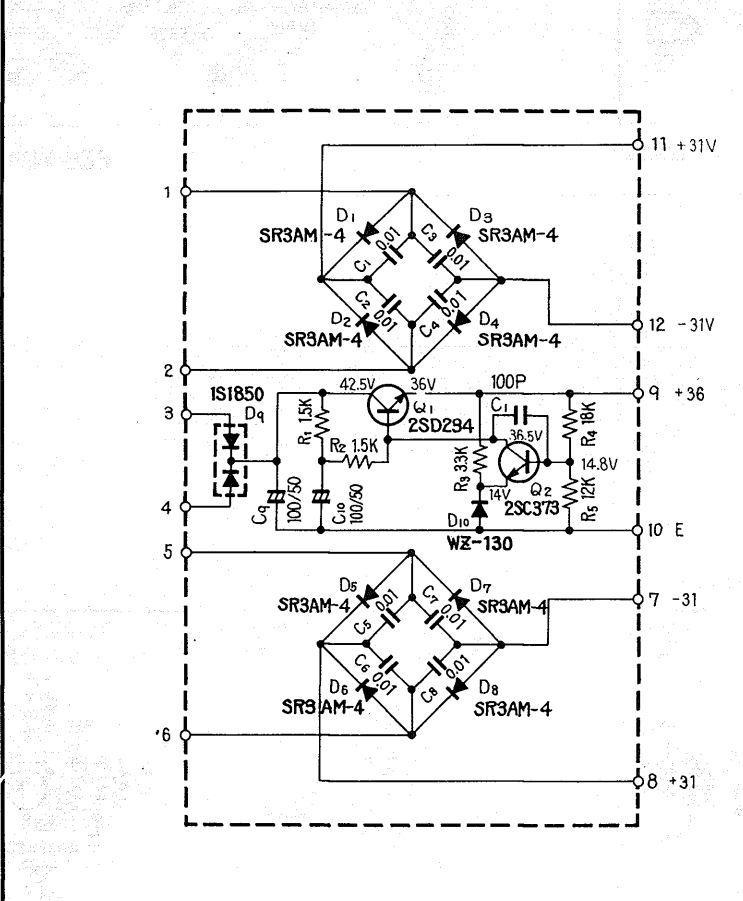 11 +31V
1
D1
SR3AM-4
D3
SR3AM-4
C1 0.01
C3 0.01
C2 0.01
C4 0.01
D2
SR3AM-4
D4
SR3AM-4
12 -31V
2
1S1850
D9
42.5V
36V
100P
9 +36
3
R1 1.5K
Q1
2SD234
C1
R4 18K
36.5V
R2 1.5K
R3 3.3K
14.8V
14V
Q2
2SC373
R5 12K
4
C9
100/50
C10
100/50
D10
WZ-130
10 E
5
D5
SR3AM-4
D7
SR3AM-4
7 -31
C5 0.01
C7 0.01
C6 0.01
C8 0.01
D6
SR3AM-4
D8
SR3AM-4
6
8 +31